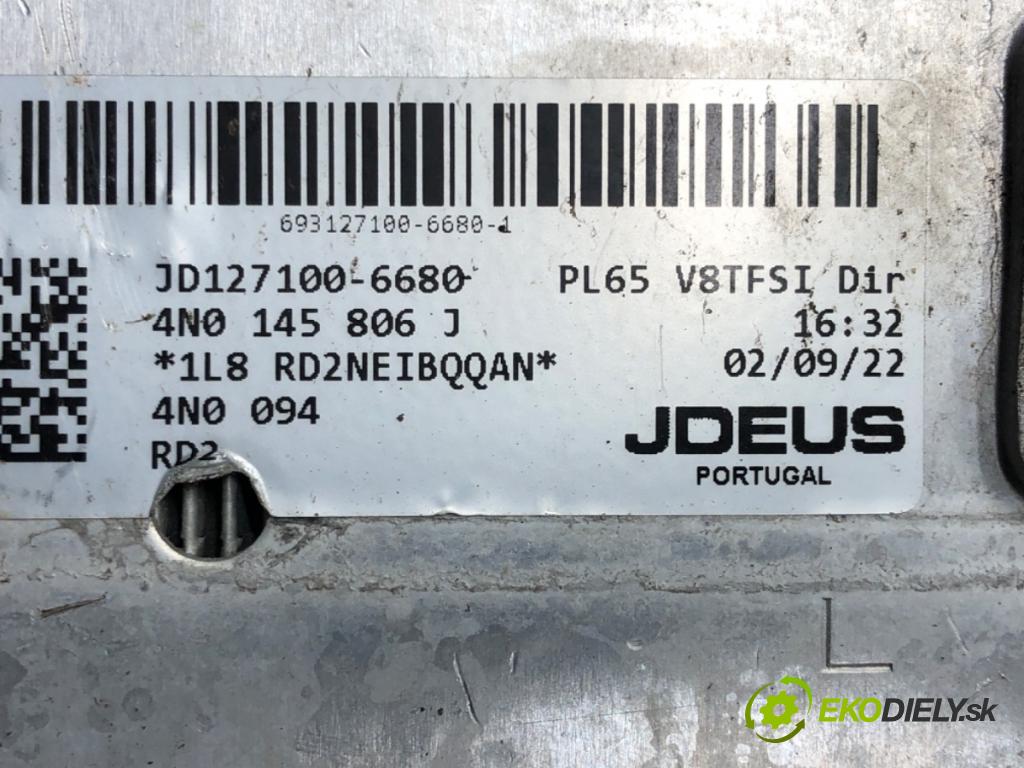 693127100-6680-1
JD127100-6680 PL65 V8TFSI Dir
4N0 145 806 J 16:32
*1L8 RD2NEIBQQAN* 02/09/22
4N0 094 JDEUS
RD2 PORTUGAL
L
EKODIELY.sk